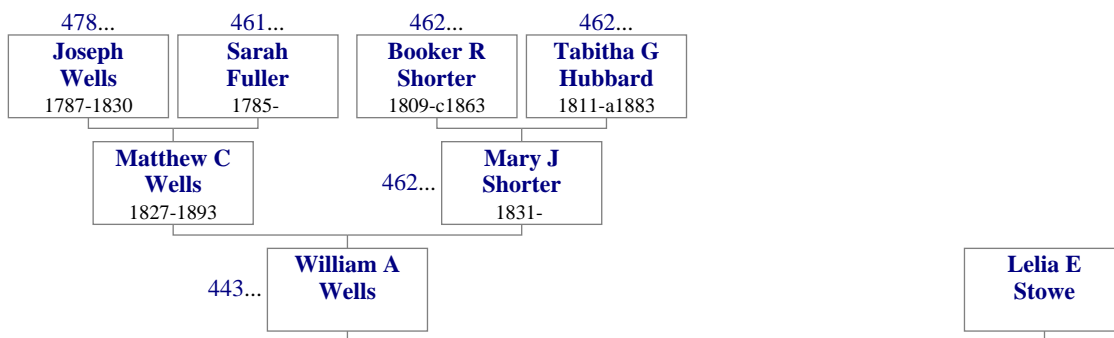 478...
461...
462...
462...
Joseph
Wells
1787-1830
Sarah
Fuller
1785-
Booker R
Shorter
1809-c1863
Tabitha G
Hubbard
1811-a1883
Matthew C
Wells
1827-1893
462...
Mary J
Shorter
1831-
443...
William A
Wells
Lelia E
Stowe